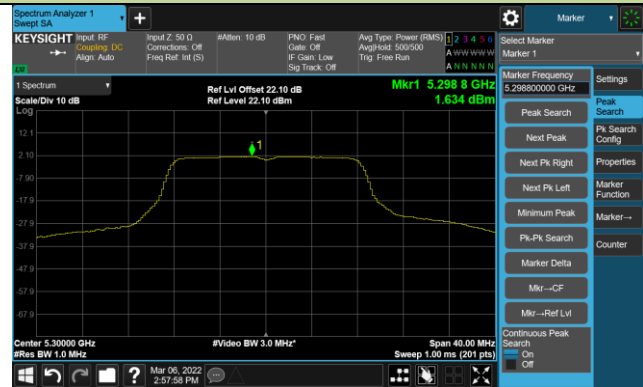 Spectrum Analyzer 1
Swept SA
Marker
KEYSIGHT
Input: RF
Coupling: DC
Align: Auto
Input Z: 50 Ω
Corrections: Off
Freq Ref: Int (S)
#Atten: 10 dB
PNO: Fast
Gate: Off
IF Gain: Low
Sig Track: Off
Avg Type: Power (RMS)
Avg|Hold: 500/500
Trig: Free Run
1 2 3 4 5 6
A W W W W W
A N N N N N
Select Marker
Marker 1
1 Spectrum
Scale/Div 10 dB
Log
Ref Lvl Offset 22.10 dB
Ref Level 22.10 dBm
Mkr1 5.298 8 GHz
1.634 dBm
12.1
2.10
-7.90
-17.9
-27.9
-37.9
-47.9
-57.9
-67.9
1
Center 5.30000 GHz
#Res BW 1.0 MHz
#Video BW 3.0 MHz*
Span 40.00 MHz
Sweep 1.00 ms (201 pts)
Marker Frequency
5.298800000 GHz
Peak Search
Next Peak
Next Pk Right
Next Pk Left
Minimum Peak
Pk-Pk Search
Marker Delta
Mkr→CF
Mkr→Ref Lvl
Continuous Peak
Search
On
Off
Settings
Peak
Search
Pk Search
Config
Properties
Marker
Function
Marker→
Counter
?
Mar 06, 2022
2:57:58 PM